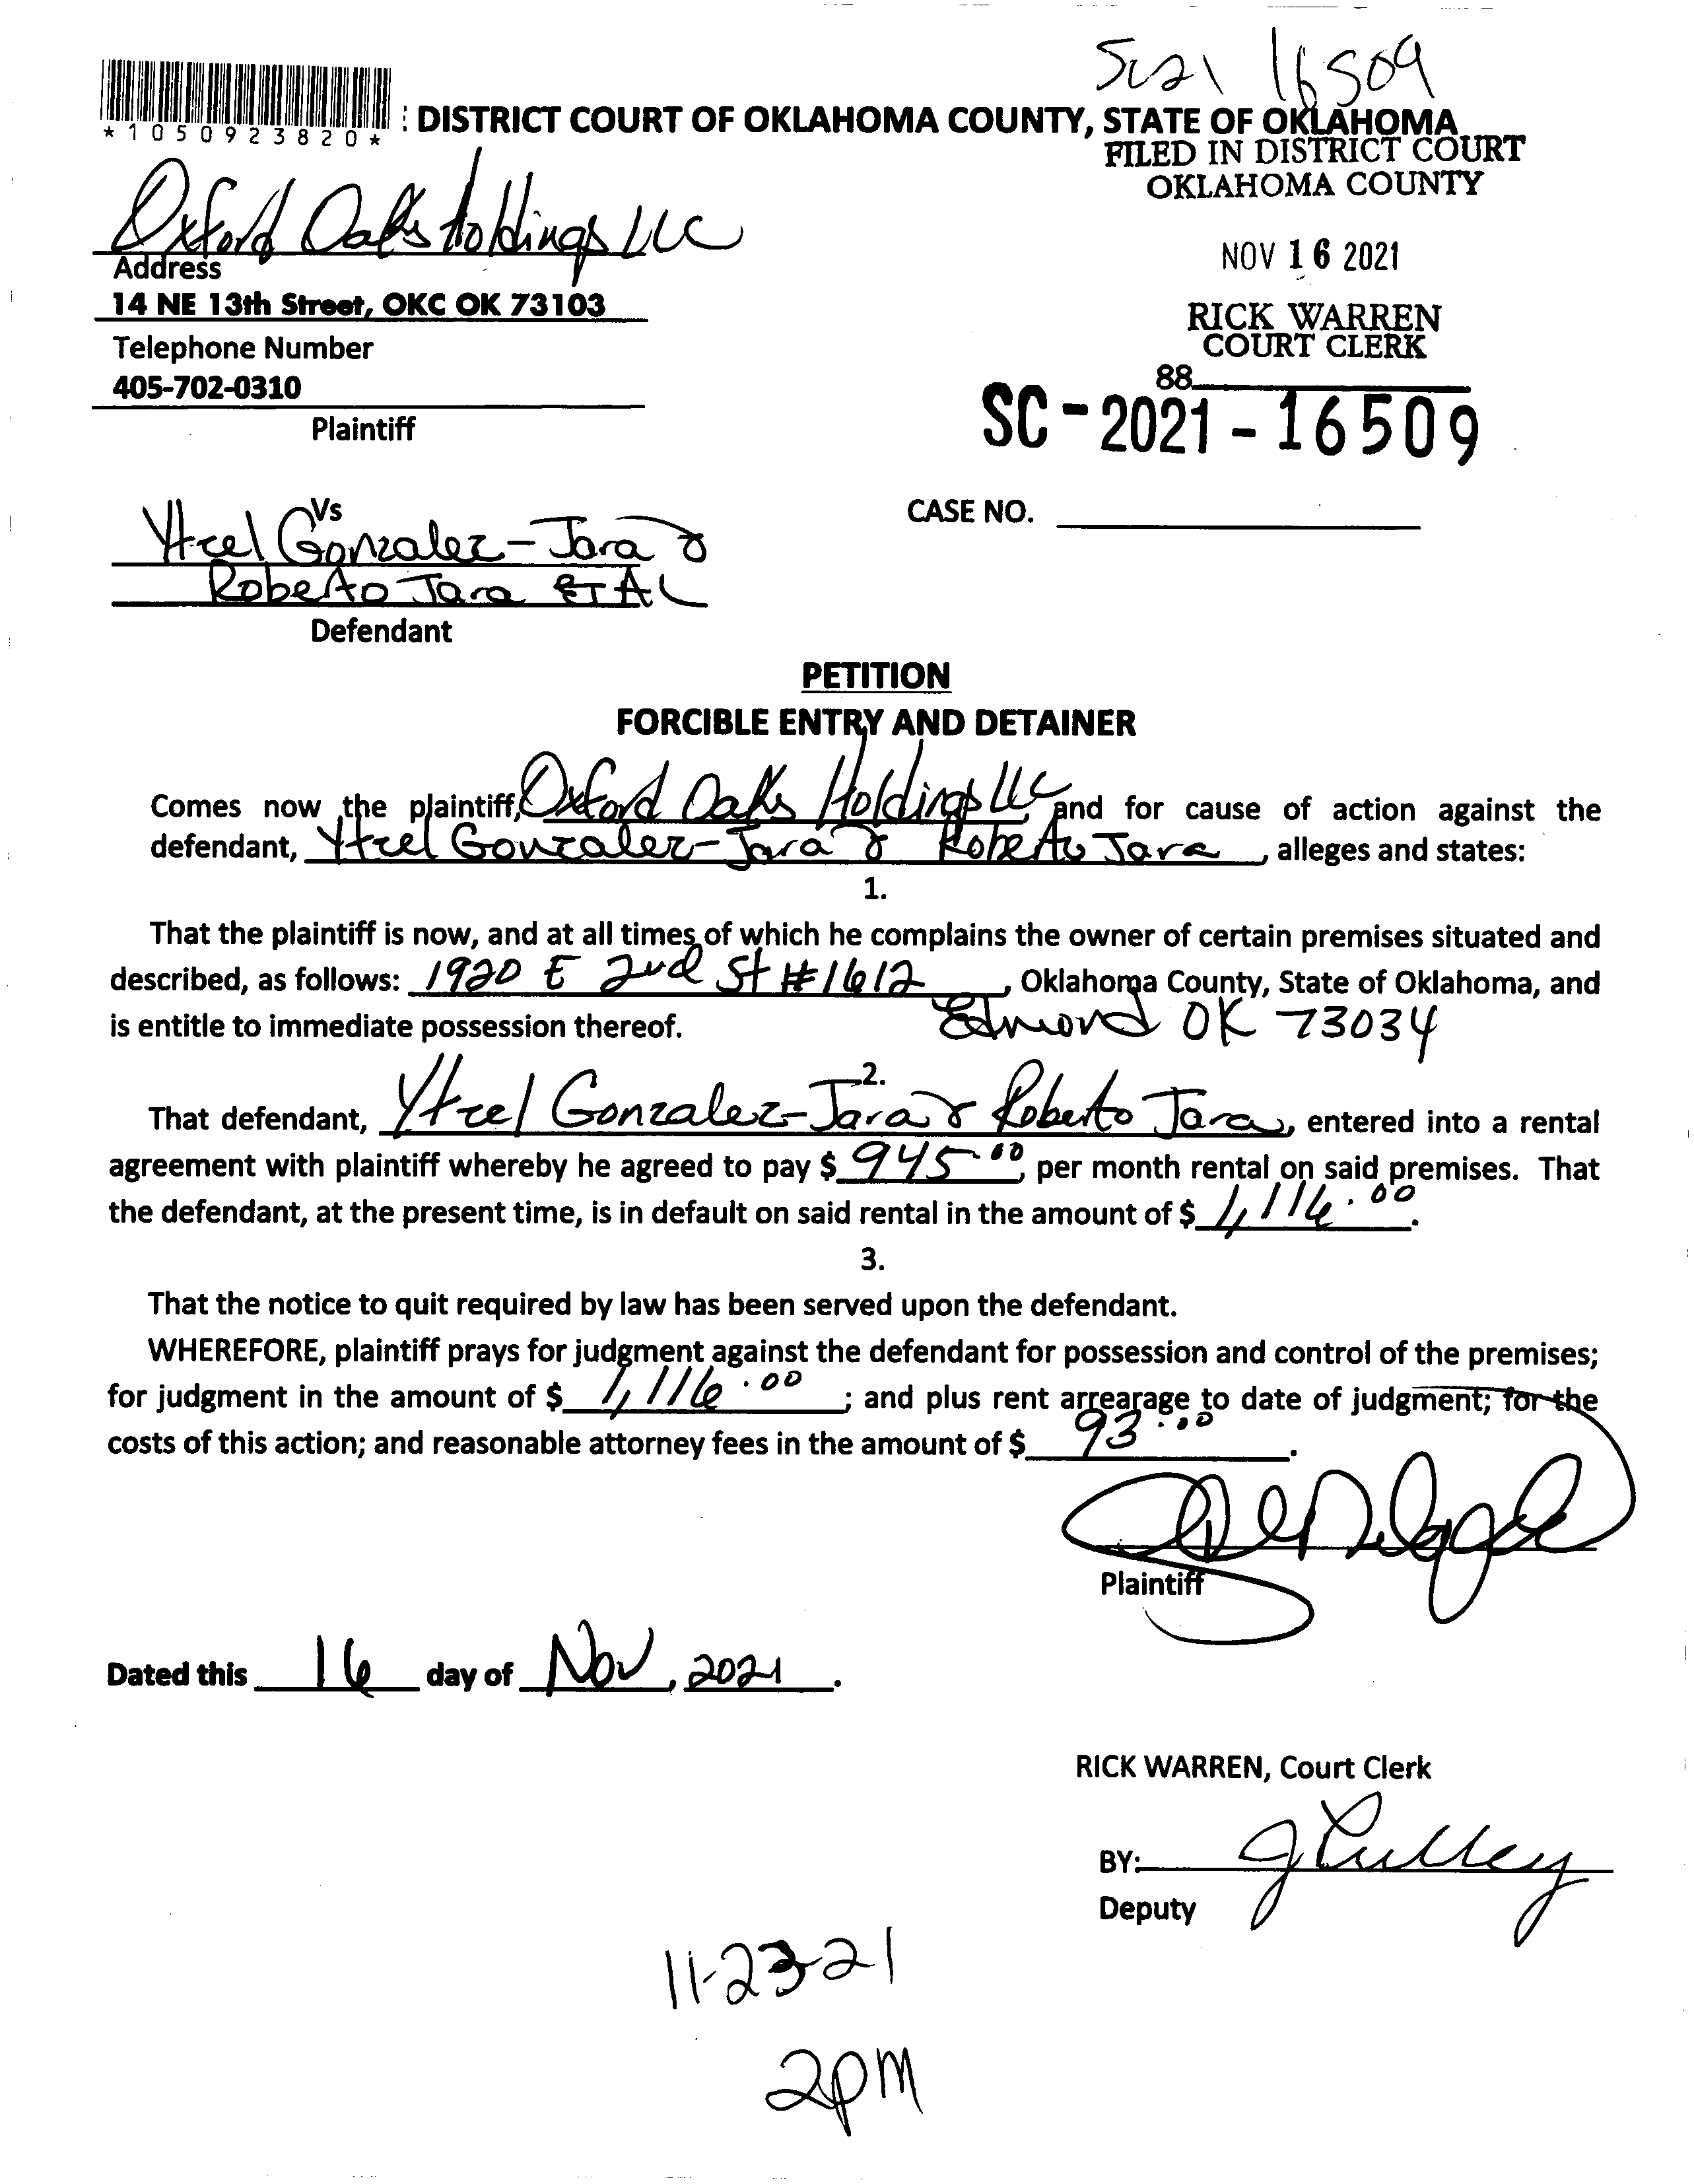 SC21 16509
*1050923820*
: DISTRICT COURT OF OKLAHOMA COUNTY, STATE OF OKLAHOMA
FILED IN DISTRICT COURT
OKLAHOMA COUNTY
Oxford Oaks Holdings LLC
Address
14 NE 13th Street, OKC OK 73103
Telephone Number
405-702-0310
Plaintiff
NOV 16 2021
RICK WARREN
COURT CLERK
88
SC-2021-16509
Vs
CASE NO.
Ytzel Gonzalez-Jara &
Roberto Jara ET AL
Defendant
PETITION
FORCIBLE ENTRY AND DETAINER
Comes now the plaintiff, Oxford Oaks Holdings LLC, and for cause of action against the
defendant, Ytzel Gonzalez-Jara & Roberto Jara, alleges and states:
1.
That the plaintiff is now, and at all times of which he complains the owner of certain premises situated and
described, as follows: 1920 E 2nd St #1612, Oklahoma County, State of Oklahoma, and
is entitle to immediate possession thereof. Edmond OK 73034
2.
That defendant, Ytzel Gonzalez-Jara & Roberto Jara, entered into a rental
agreement with plaintiff whereby he agreed to pay $ 945.00, per month rental on said premises. That
the defendant, at the present time, is in default on said rental in the amount of $ 1,116.00.
3.
That the notice to quit required by law has been served upon the defendant.
WHEREFORE, plaintiff prays for judgment against the defendant for possession and control of the premises;
for judgment in the amount of $ 1,116.00; and plus rent arrearage to date of judgment; for the
costs of this action; and reasonable attorney fees in the amount of $ 93.00.
Plaintiff
Dated this 16 day of Nov, 2021.
RICK WARREN, Court Clerk
BY:
Deputy
11-23-21
2pm